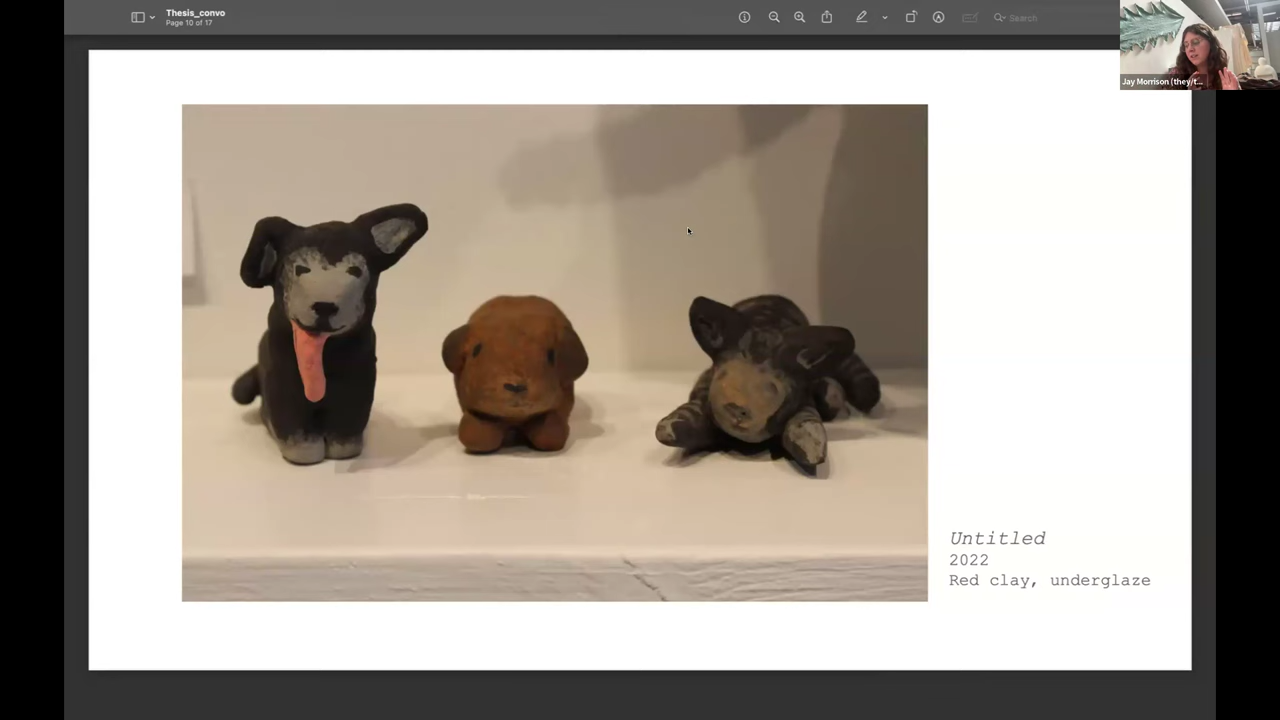 Thesis_convo
Page 10 of 17
Search
Jay Morrison (they/t...
Untitled
2022
Red clay, underglaze